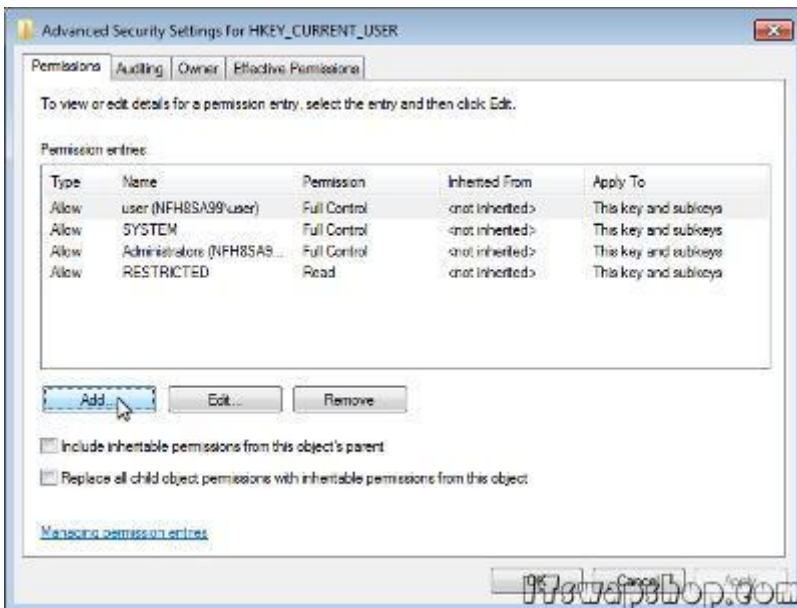 Advanced Security Settings for HKEY_CURRENT_USER
Permissions Auditing Owner Effective Permissions
To view or edit details for a permission entry, select the entry and then click Edit.
Permission entries:
Type Name Permission Inherited From Apply To
Allow user (NFH8SA99\user) Full Control <not inherited> This key and subkeys
Allow SYSTEM Full Control <not inherited> This key and subkeys
Allow Administrators (NFH8SA9... Full Control <not inherited> This key and subkeys
Allow RESTRICTED Read <not inherited> This key and subkeys
Add... Edit... Remove
Include inheritable permissions from this object's parent
Replace all child object permissions with inheritable permissions from this object
Managing permission entries
OK Cancel Apply